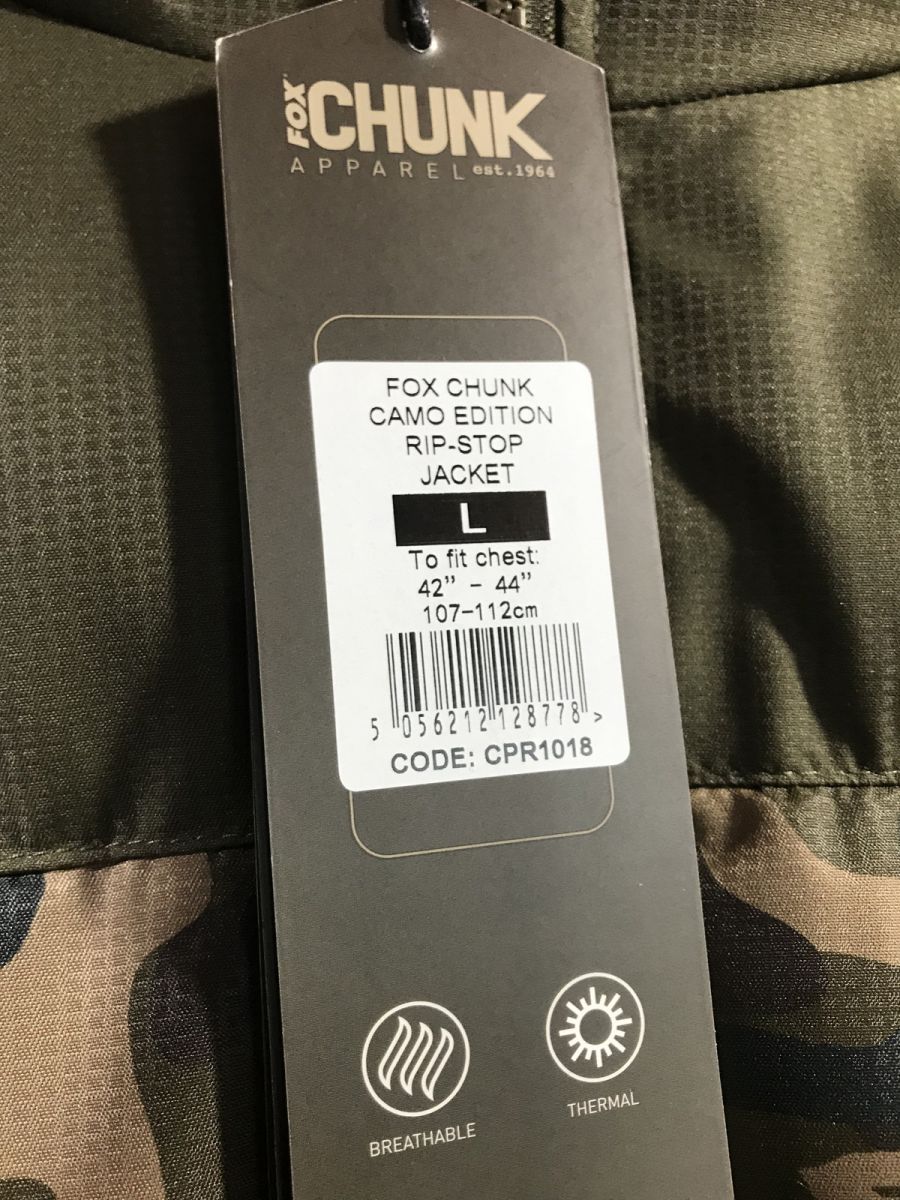 FOX CHUNK
APPAREL est.1964
FOX CHUNK
CAMO EDITION
RIP-STOP
JACKET
L
To fit chest:
42” - 44”
107-112cm
5 056212 128778 >
CODE: CPR1018
BREATHABLE
THERMAL